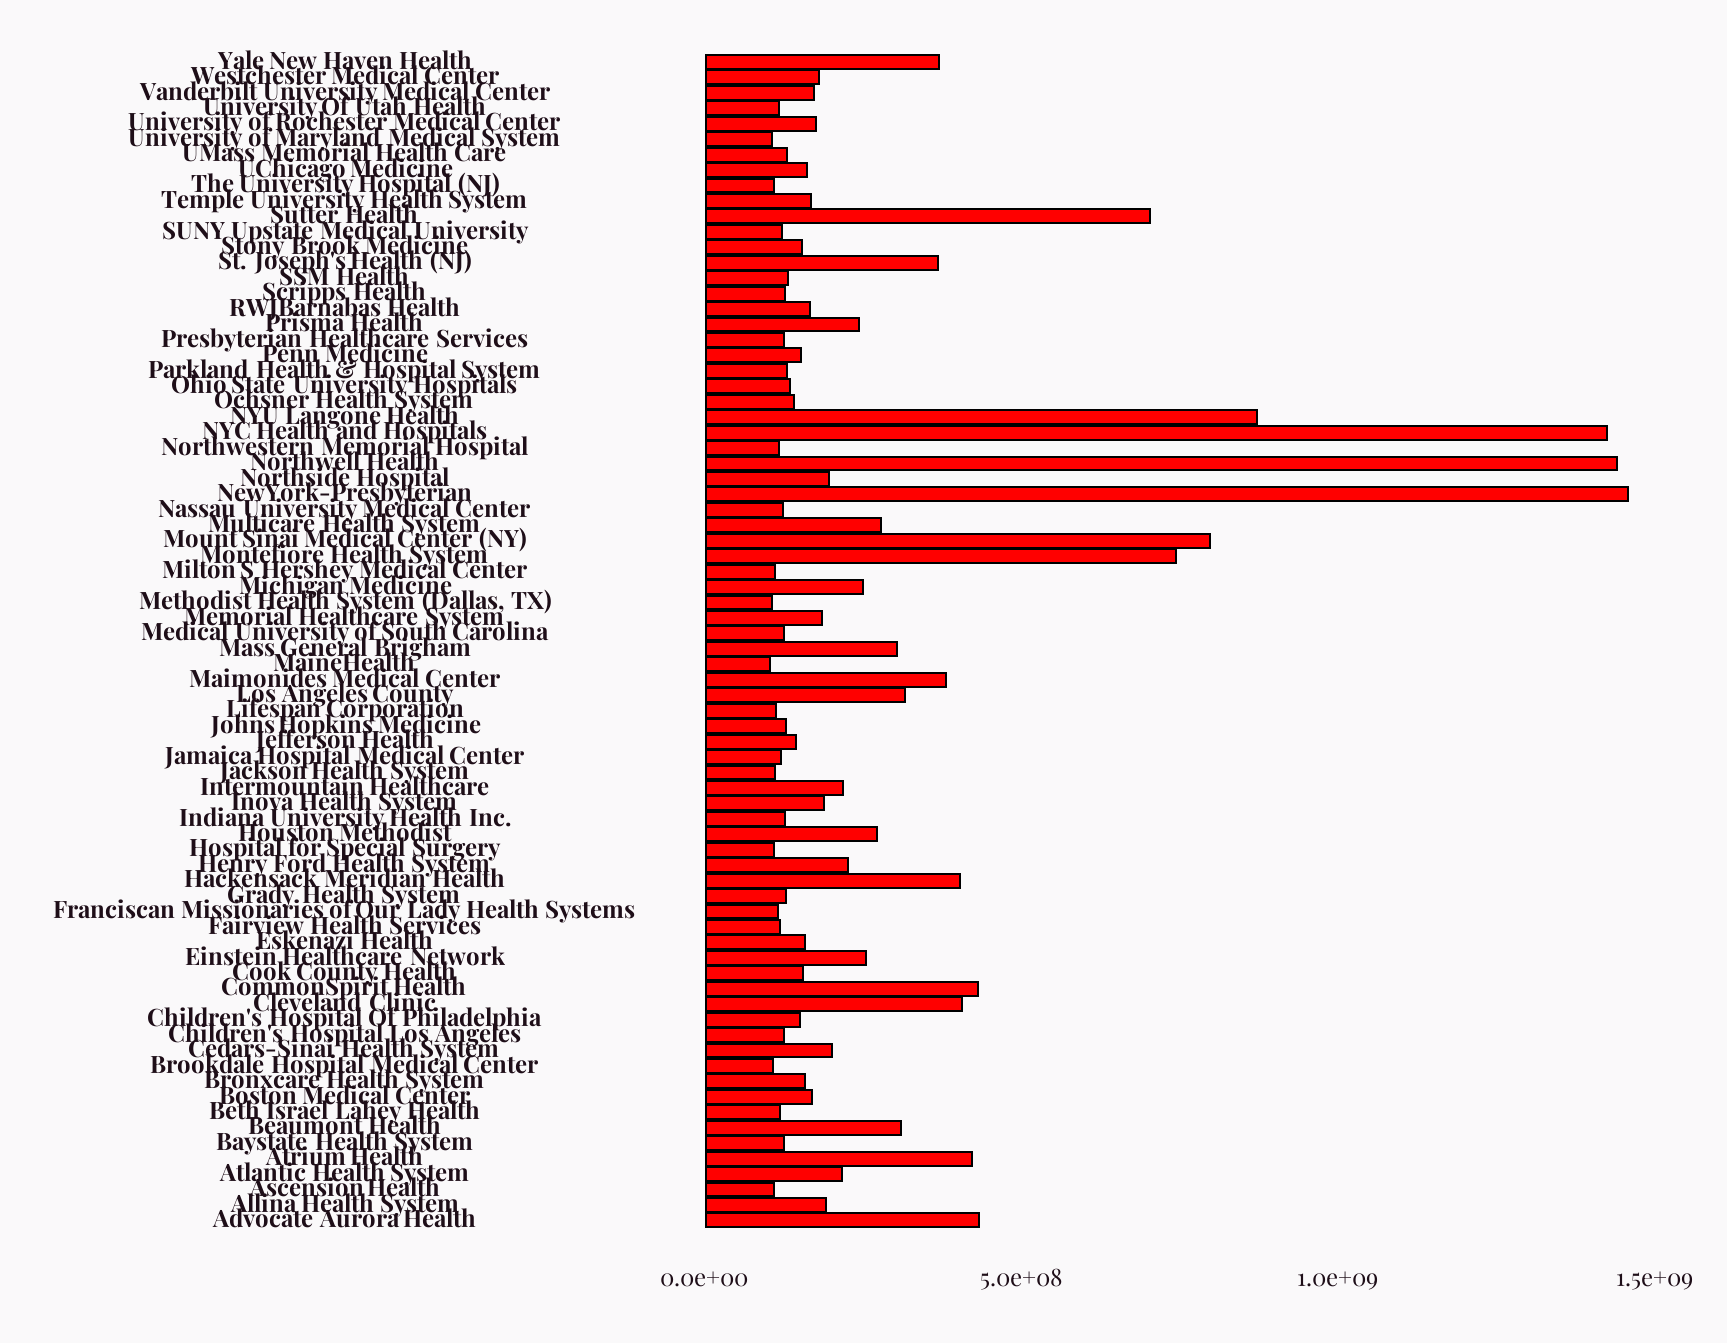 Yale New Haven Health
Westchester Medical Center
Vanderbilt University Medical Center
University Of Utah Health
University of Rochester Medical Center
University of Maryland Medical System
UMass Memorial Health Care
UChicago Medicine
The University Hospital (NJ)
Temple University Health System
Sutter Health
SUNY Upstate Medical University
Stony Brook Medicine
St. Joseph's Health (NJ)
SSM Health
Scripps Health
RWJBarnabas Health
Prisma Health
Presbyterian Healthcare Services
Penn Medicine
Parkland Health & Hospital System
Ohio State University Hospitals
Ochsner Health System
NYU Langone Health
NYC Health and Hospitals
Northwestern Memorial Hospital
Northwell Health
Northside Hospital
NewYork-Presbyterian
Nassau University Medical Center
Multicare Health System
Mount Sinai Medical Center (NY)
Montefiore Health System
Milton S Hershey Medical Center
Michigan Medicine
Methodist Health System (Dallas, TX)
Memorial Healthcare System
Medical University of South Carolina
Mass General Brigham
MaineHealth
Maimonides Medical Center
Los Angeles County
Lifespan Corporation
Johns Hopkins Medicine
Jefferson Health
Jamaica Hospital Medical Center
Jackson Health System
Intermountain Healthcare
Inova Health System
Indiana University Health Inc.
Houston Methodist
Hospital for Special Surgery
Henry Ford Health System
Hackensack Meridian Health
Grady Health System
Franciscan Missionaries of Our Lady Health Systems
Fairview Health Services
Eskenazi Health
Einstein Healthcare Network
Cook County Health
CommonSpirit Health
Cleveland Clinic
Children's Hospital Of Philadelphia
Children's Hospital Los Angeles
Cedars-Sinai Health System
Brookdale Hospital Medical Center
Bronxcare Health System
Boston Medical Center
Beth Israel Lahey Health
Beaumont Health
Baystate Health System
Atrium Health
Atlantic Health System
Ascension Health
Allina Health System
Advocate Aurora Health
0.0e+00 5.0e+08 1.0e+09 1.5e+09